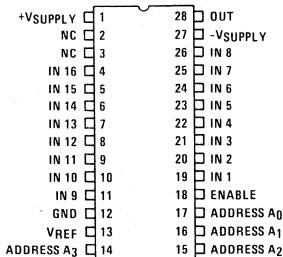 +VSUPPLY 1 28 OUT
NC 2 27 -VSUPPLY
NC 3 26 IN 8
IN 16 4 25 IN 7
IN 15 5 24 IN 6
IN 14 6 23 IN 5
IN 13 7 22 IN 4
IN 12 8 21 IN 3
IN 11 9 20 IN 2
IN 10 10 19 IN 1
IN 9 11 18 ENABLE
GND 12 17 ADDRESS A0
VREF 13 16 ADDRESS A1
ADDRESS A3 14 15 ADDRESS A2